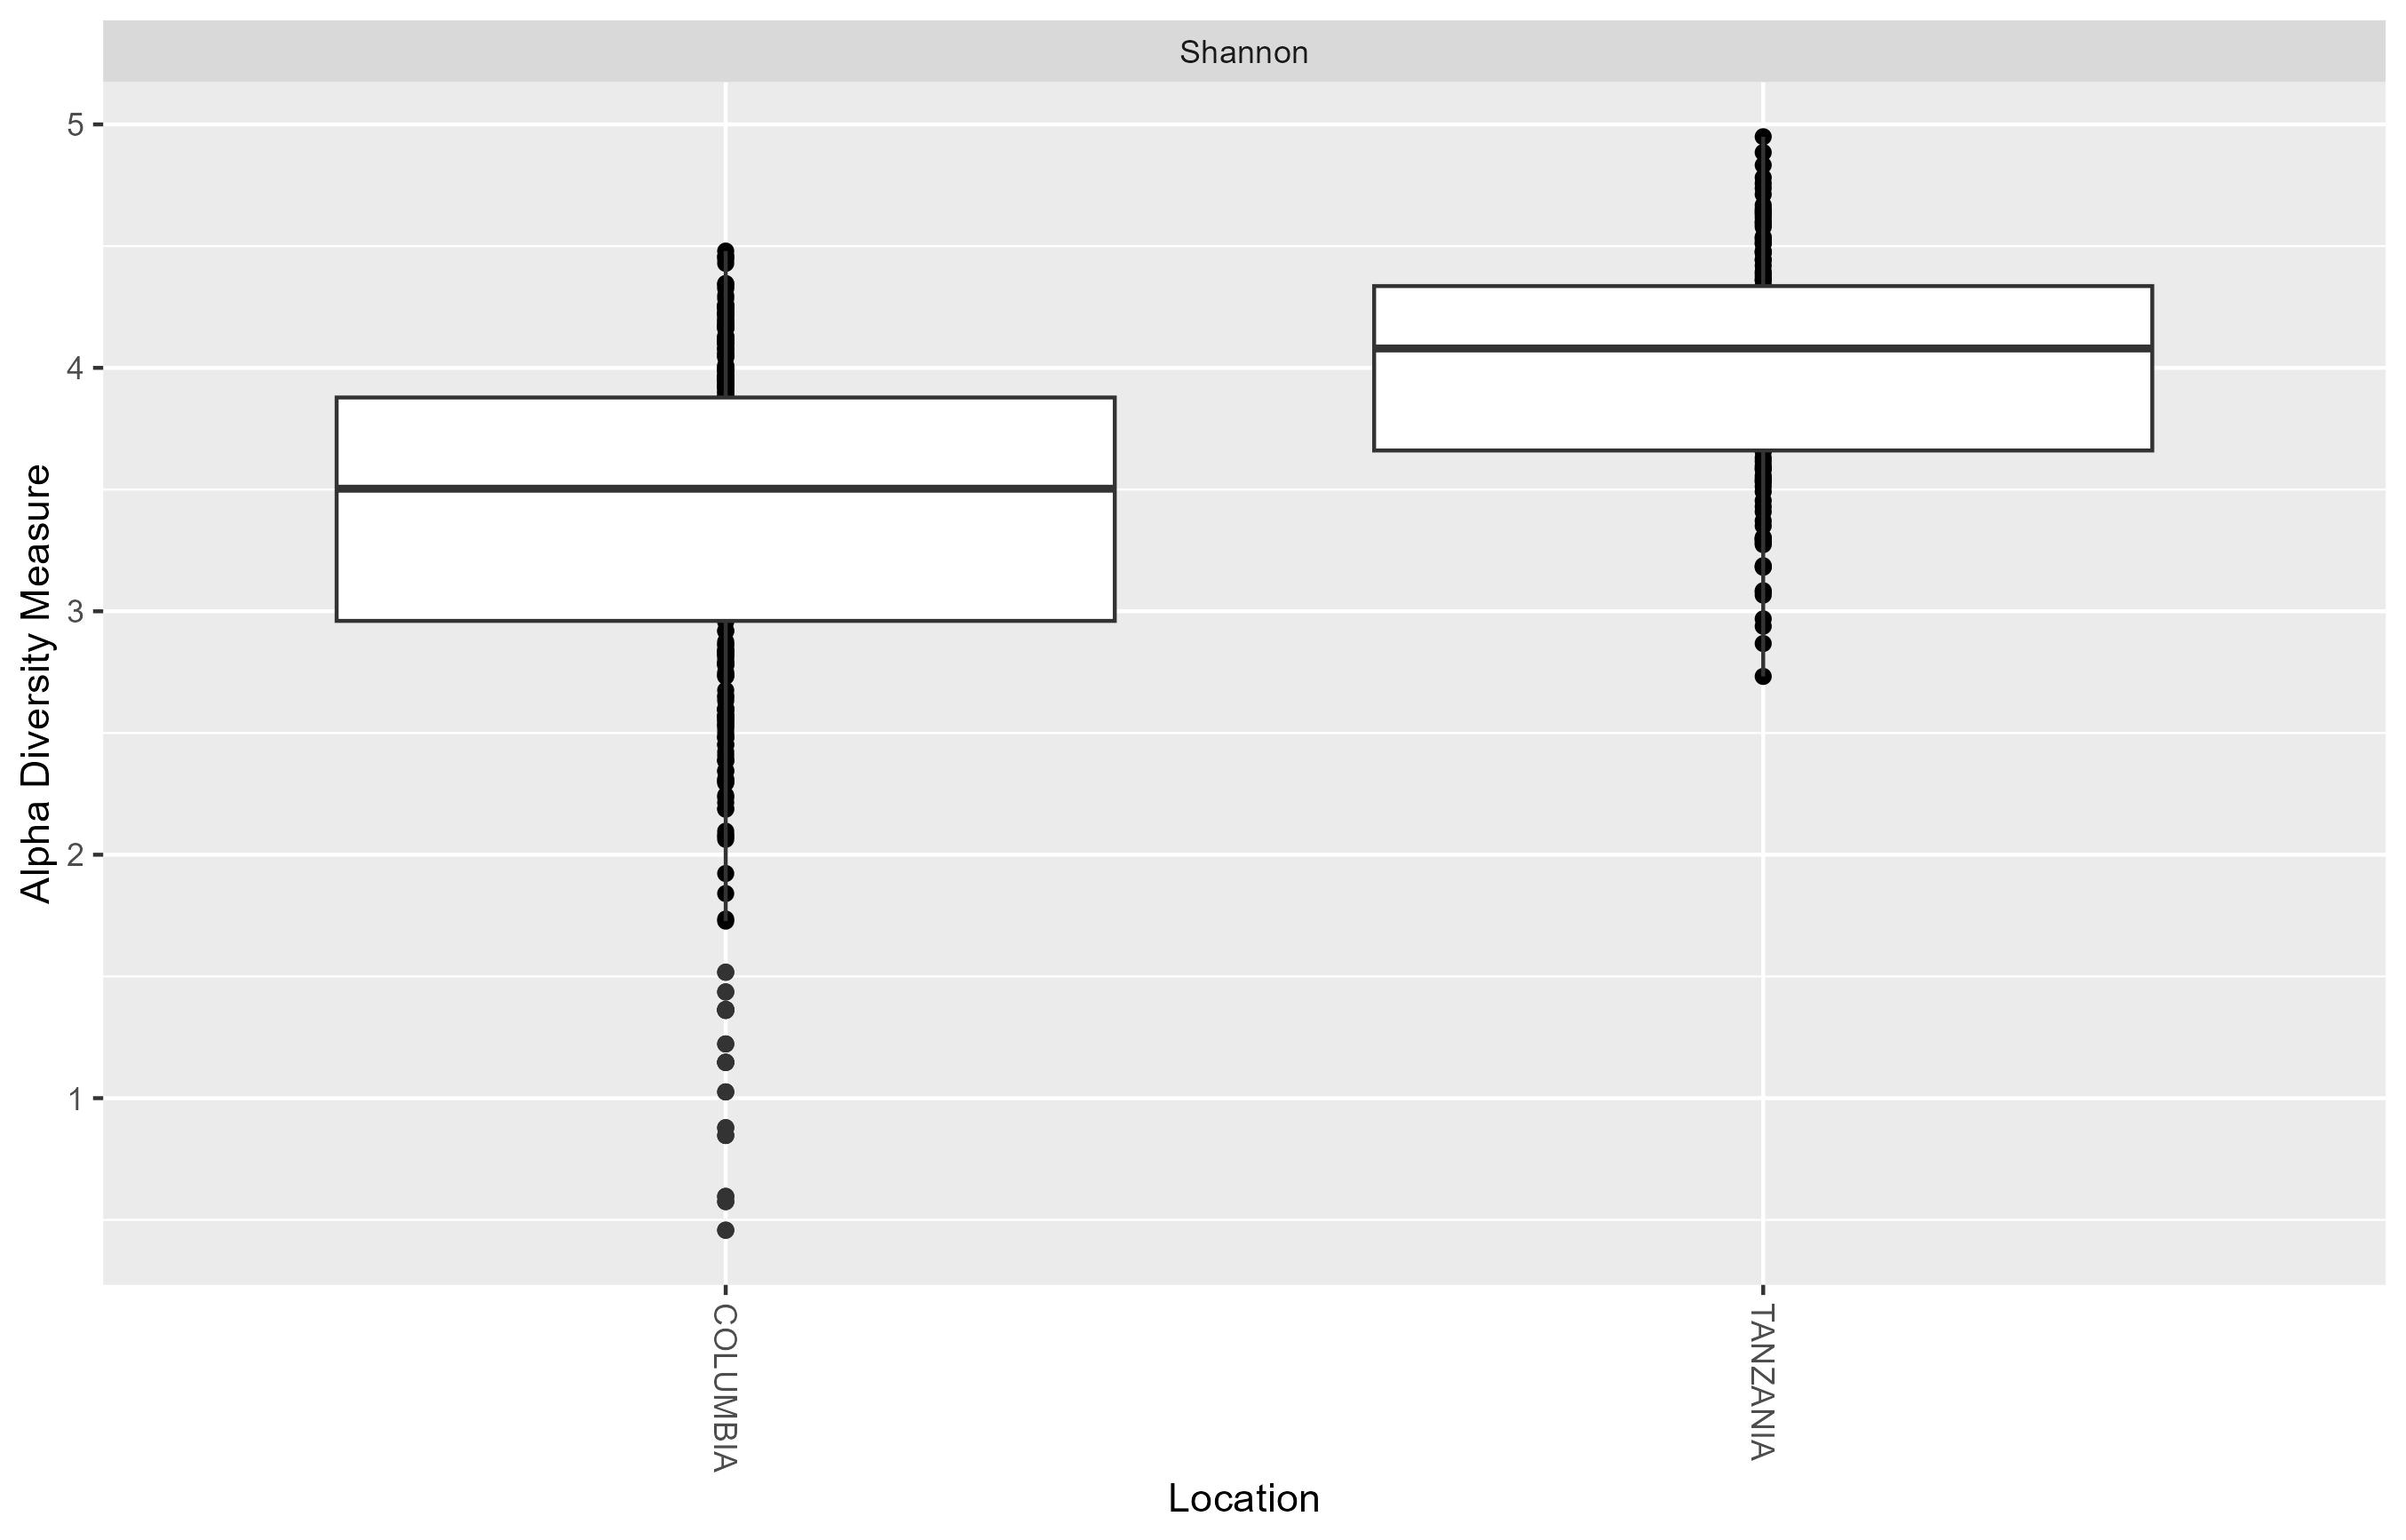 Shannon
Alpha Diversity Measure
5
4
3
2
1
COLUMBIA
TANZANIA
Location